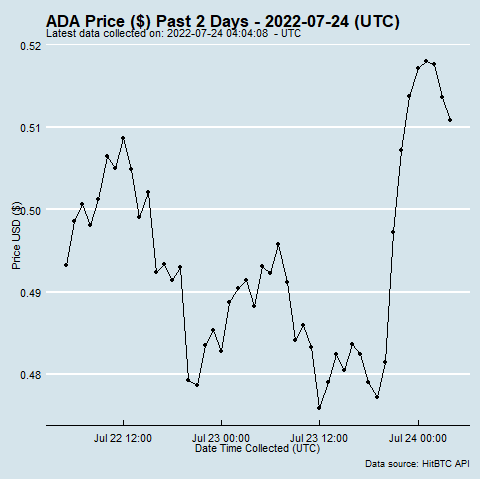 ADA Price ($) Past 2 Days - 2022-07-24 (UTC)
Latest data collected on: 2022-07-24 04:04:08 - UTC
0.52
0.51
0.50
0.49
0.48
Price USD ($)
Jul 22 12:00 Jul 23 00:00 Jul 23 12:00 Jul 24 00:00
Date Time Collected (UTC)
Data source: HitBTC API